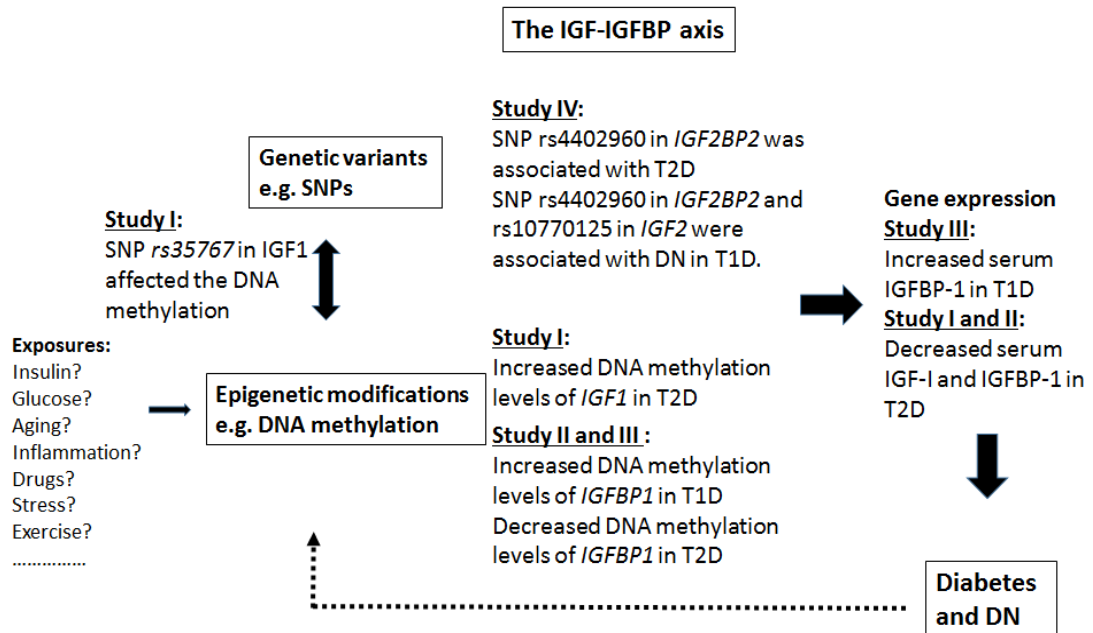 The IGF-IGFBP axis
Study IV:
SNP rs4402960 in IGF2BP2 was
associated with T2D
SNP rs4402960 in IGF2BP2 and
rs10770125 in IGF2 were
associated with DN in T1D.
Genetic variants
e.g. SNPs
Study I:
SNP rs35767 in IGF1
affected the DNA
methylation
Gene expression
Study III:
Increased serum
IGFBP-1 in T1D
Study I and II:
Decreased serum
IGF-I and IGFBP-1 in
T2D
Exposures:
Insulin?
Glucose?
Aging?
Inflammation?
Drugs?
Stress?
Exercise?
……………
Epigenetic modifications
e.g. DNA methylation
Study I:
Increased DNA methylation
levels of IGF1 in T2D
Study II and III :
Increased DNA methylation
levels of IGFBP1 in T1D
Decreased DNA methylation
levels of IGFBP1 in T2D
Diabetes
and DN